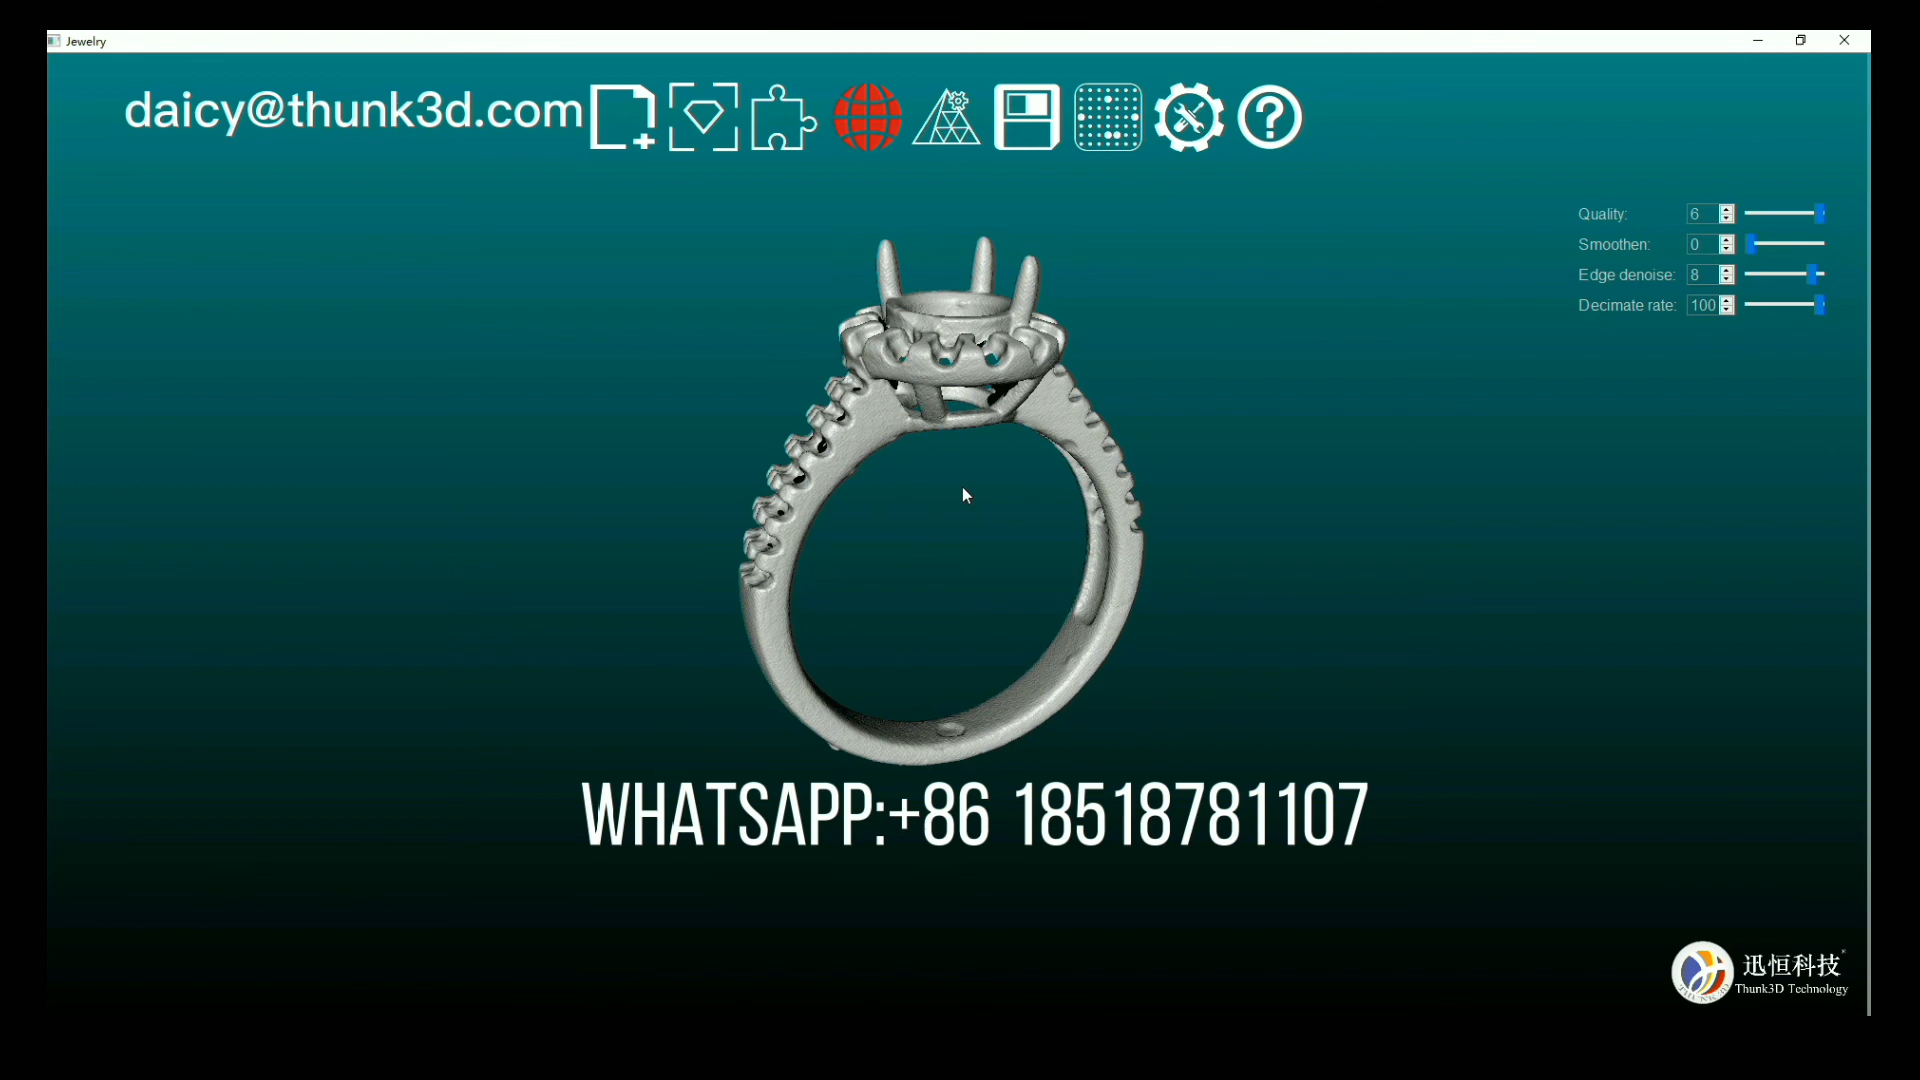 Jewelry
daicy@thunk3d.com
Quality: 6
Smoothen: 0
Edge denoise: 8
Decimate rate: 100
WHATSAPP:+86 18518781107
迅恒科技
Thunk3D Technology